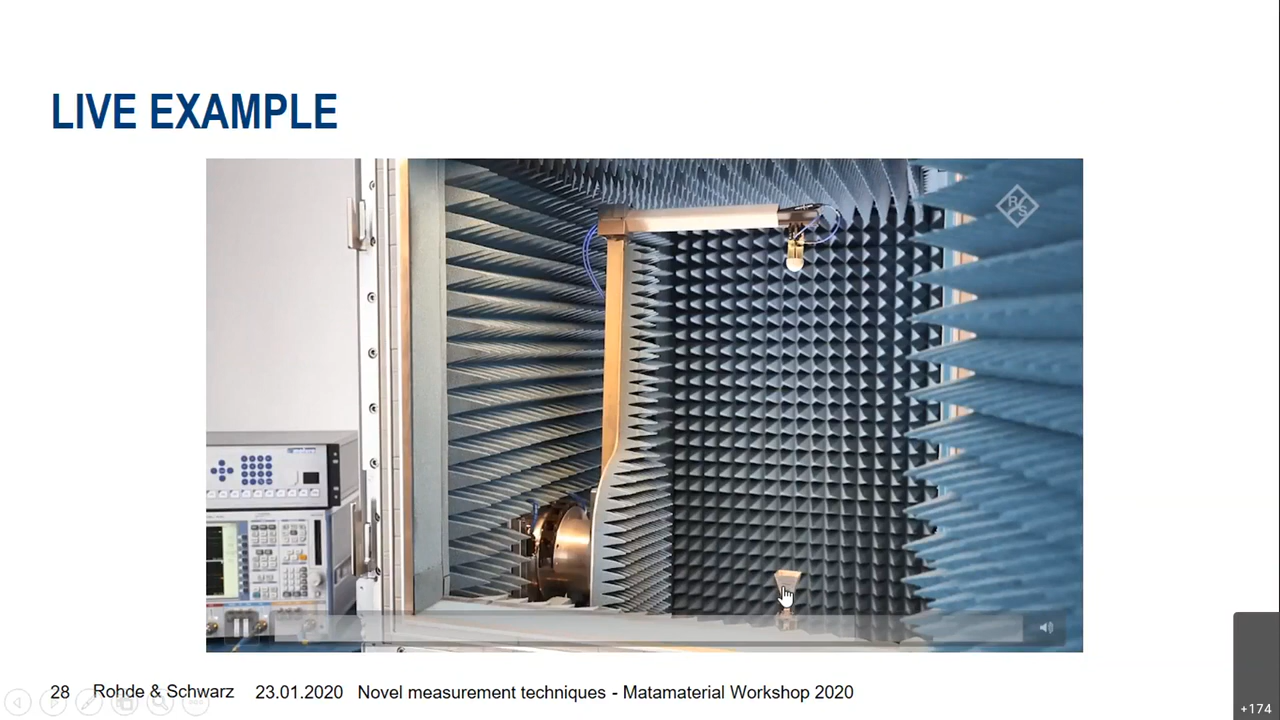 LIVE EXAMPLE
R S
28 Rohde & Schwarz 23.01.2020 Novel measurement techniques - Matamaterial Workshop 2020
+174